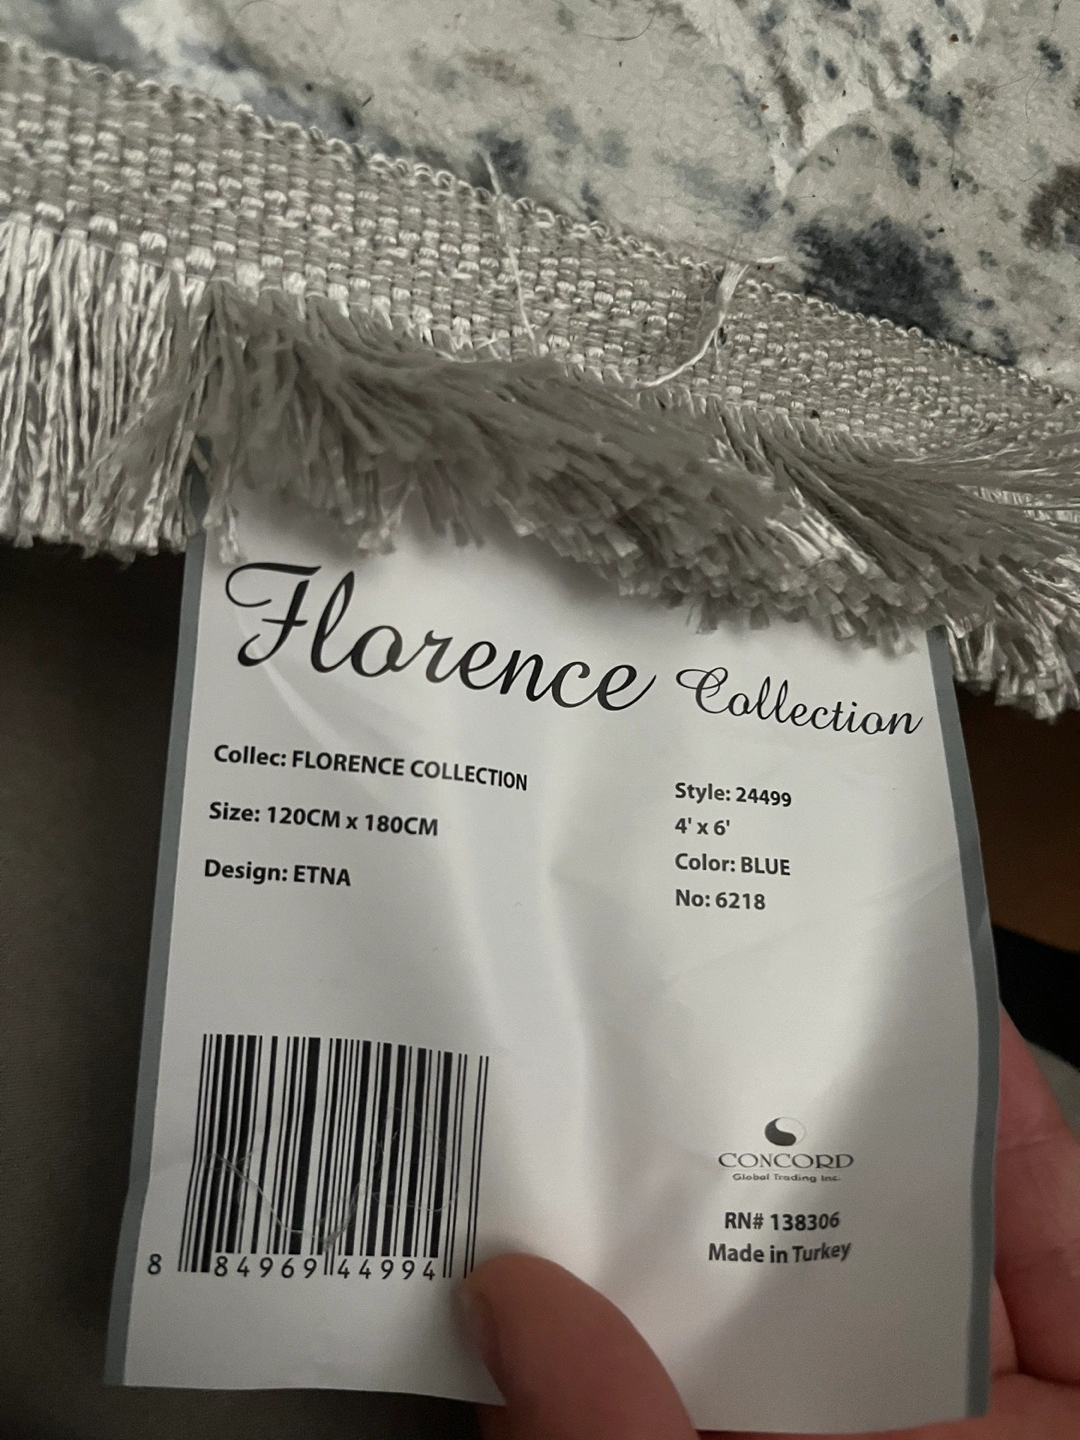 Florence Collection
Collec: FLORENCE COLLECTION
Size: 120CM x 180CM
Design: ETNA
Style: 24499
4' x 6'
Color: BLUE
No: 6218
8 84969 44994
CONCORD
Global Trading Inc.
RN# 138306
Made in Turkey